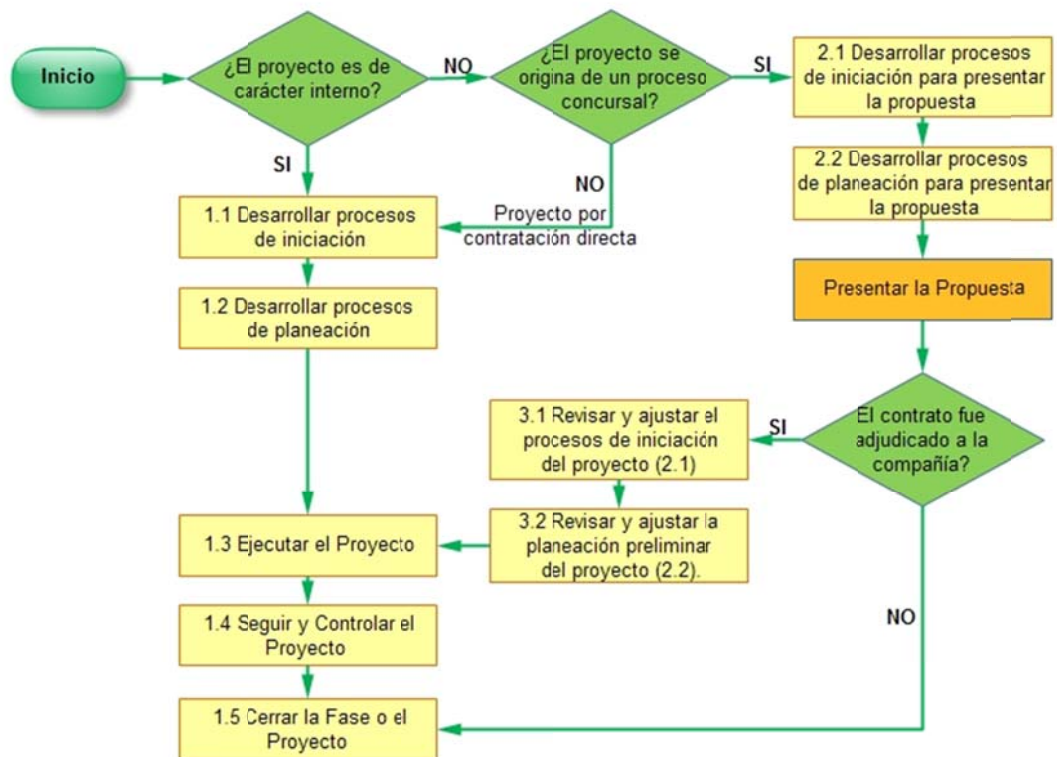 Inicio
¿El proyecto es de
carácter interno?
NO
¿El proyecto se
origina de un proceso
concursal?
SI
2.1 Desarrollar procesos
de iniciación para presentar
la propuesta
2.2 Desarrollar procesos
de planeación para presentar
la propuesta
SI
NO
Proyecto por
contratación directa
1.1 Desarrollar procesos
de iniciación
1.2 Desarrollar procesos
de planeación
Presentar la Propuesta
El contrato fue
adjudicado a la
compañía?
SI
3.1 Revisar y ajustar el
procesos de iniciación
del proyecto (2.1)
3.2 Revisar y ajustar la
planeación preliminar
del proyecto (2.2).
1.3 Ejecutar el Proyecto
1.4 Seguir y Controlar el
Proyecto
NO
1.5 Cerrar la Fase o el
Proyecto